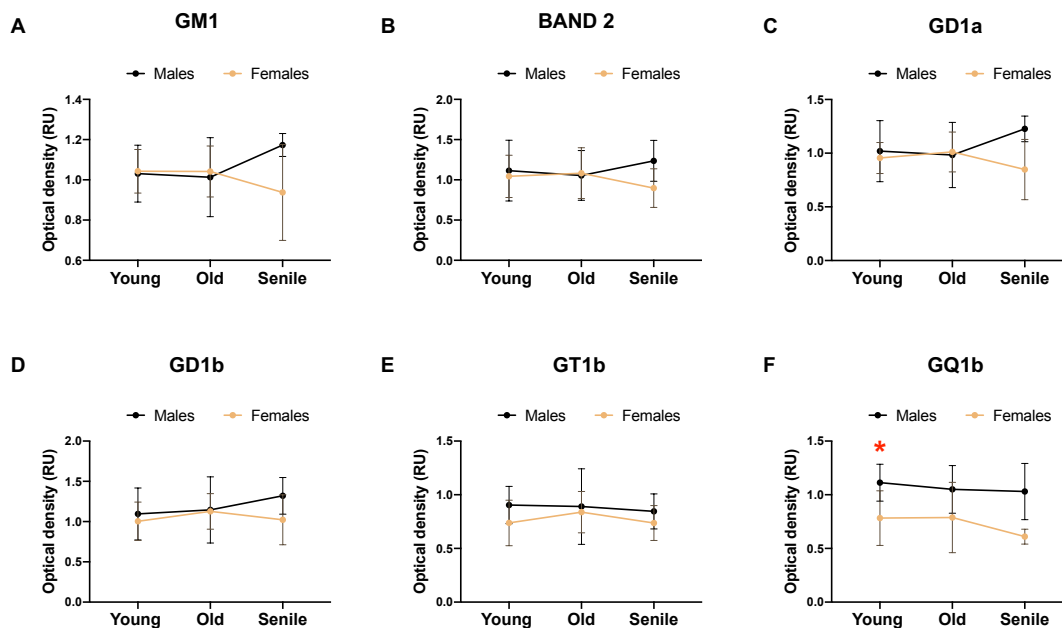 A
GM1
Males Females
Optical density (RU)
1.4
1.2
1.0
0.8
0.6
Young Old Senile
B
BAND 2
Males Females
Optical density (RU)
2.0
1.5
1.0
0.5
0.0
Young Old Senile
C
GD1a
Males Females
Optical density (RU)
1.5
1.0
0.5
0.0
Young Old Senile
D
GD1b
Males Females
Optical density (RU)
2.0
1.5
1.0
0.5
0.0
Young Old Senile
E
GT1b
Males Females
Optical density (RU)
1.5
1.0
0.5
0.0
Young Old Senile
F
GQ1b
Males Females
Optical density (RU)
1.5
1.0
0.5
0.0
*
Young Old Senile